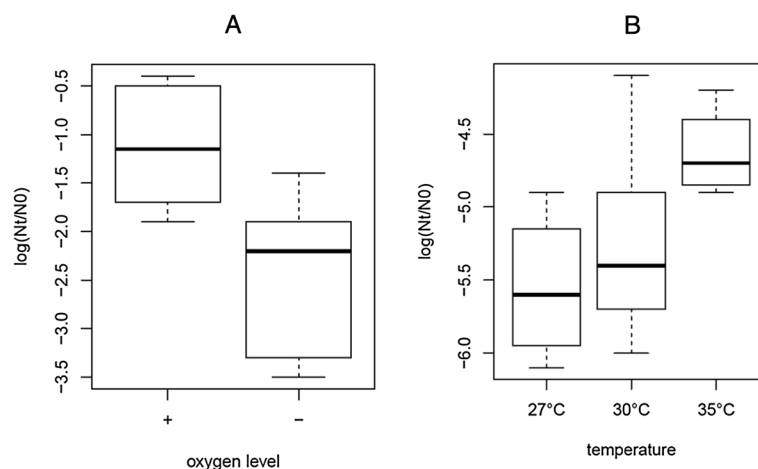 A
log(Nt/N0)
−0.5
−1.0
−1.5
−2.0
−2.5
−3.0
−3.5
+ −
oxygen level
B
log(Nt/N0)
−4.5
−5.0
−5.5
−6.0
27°C 30°C 35°C
temperature